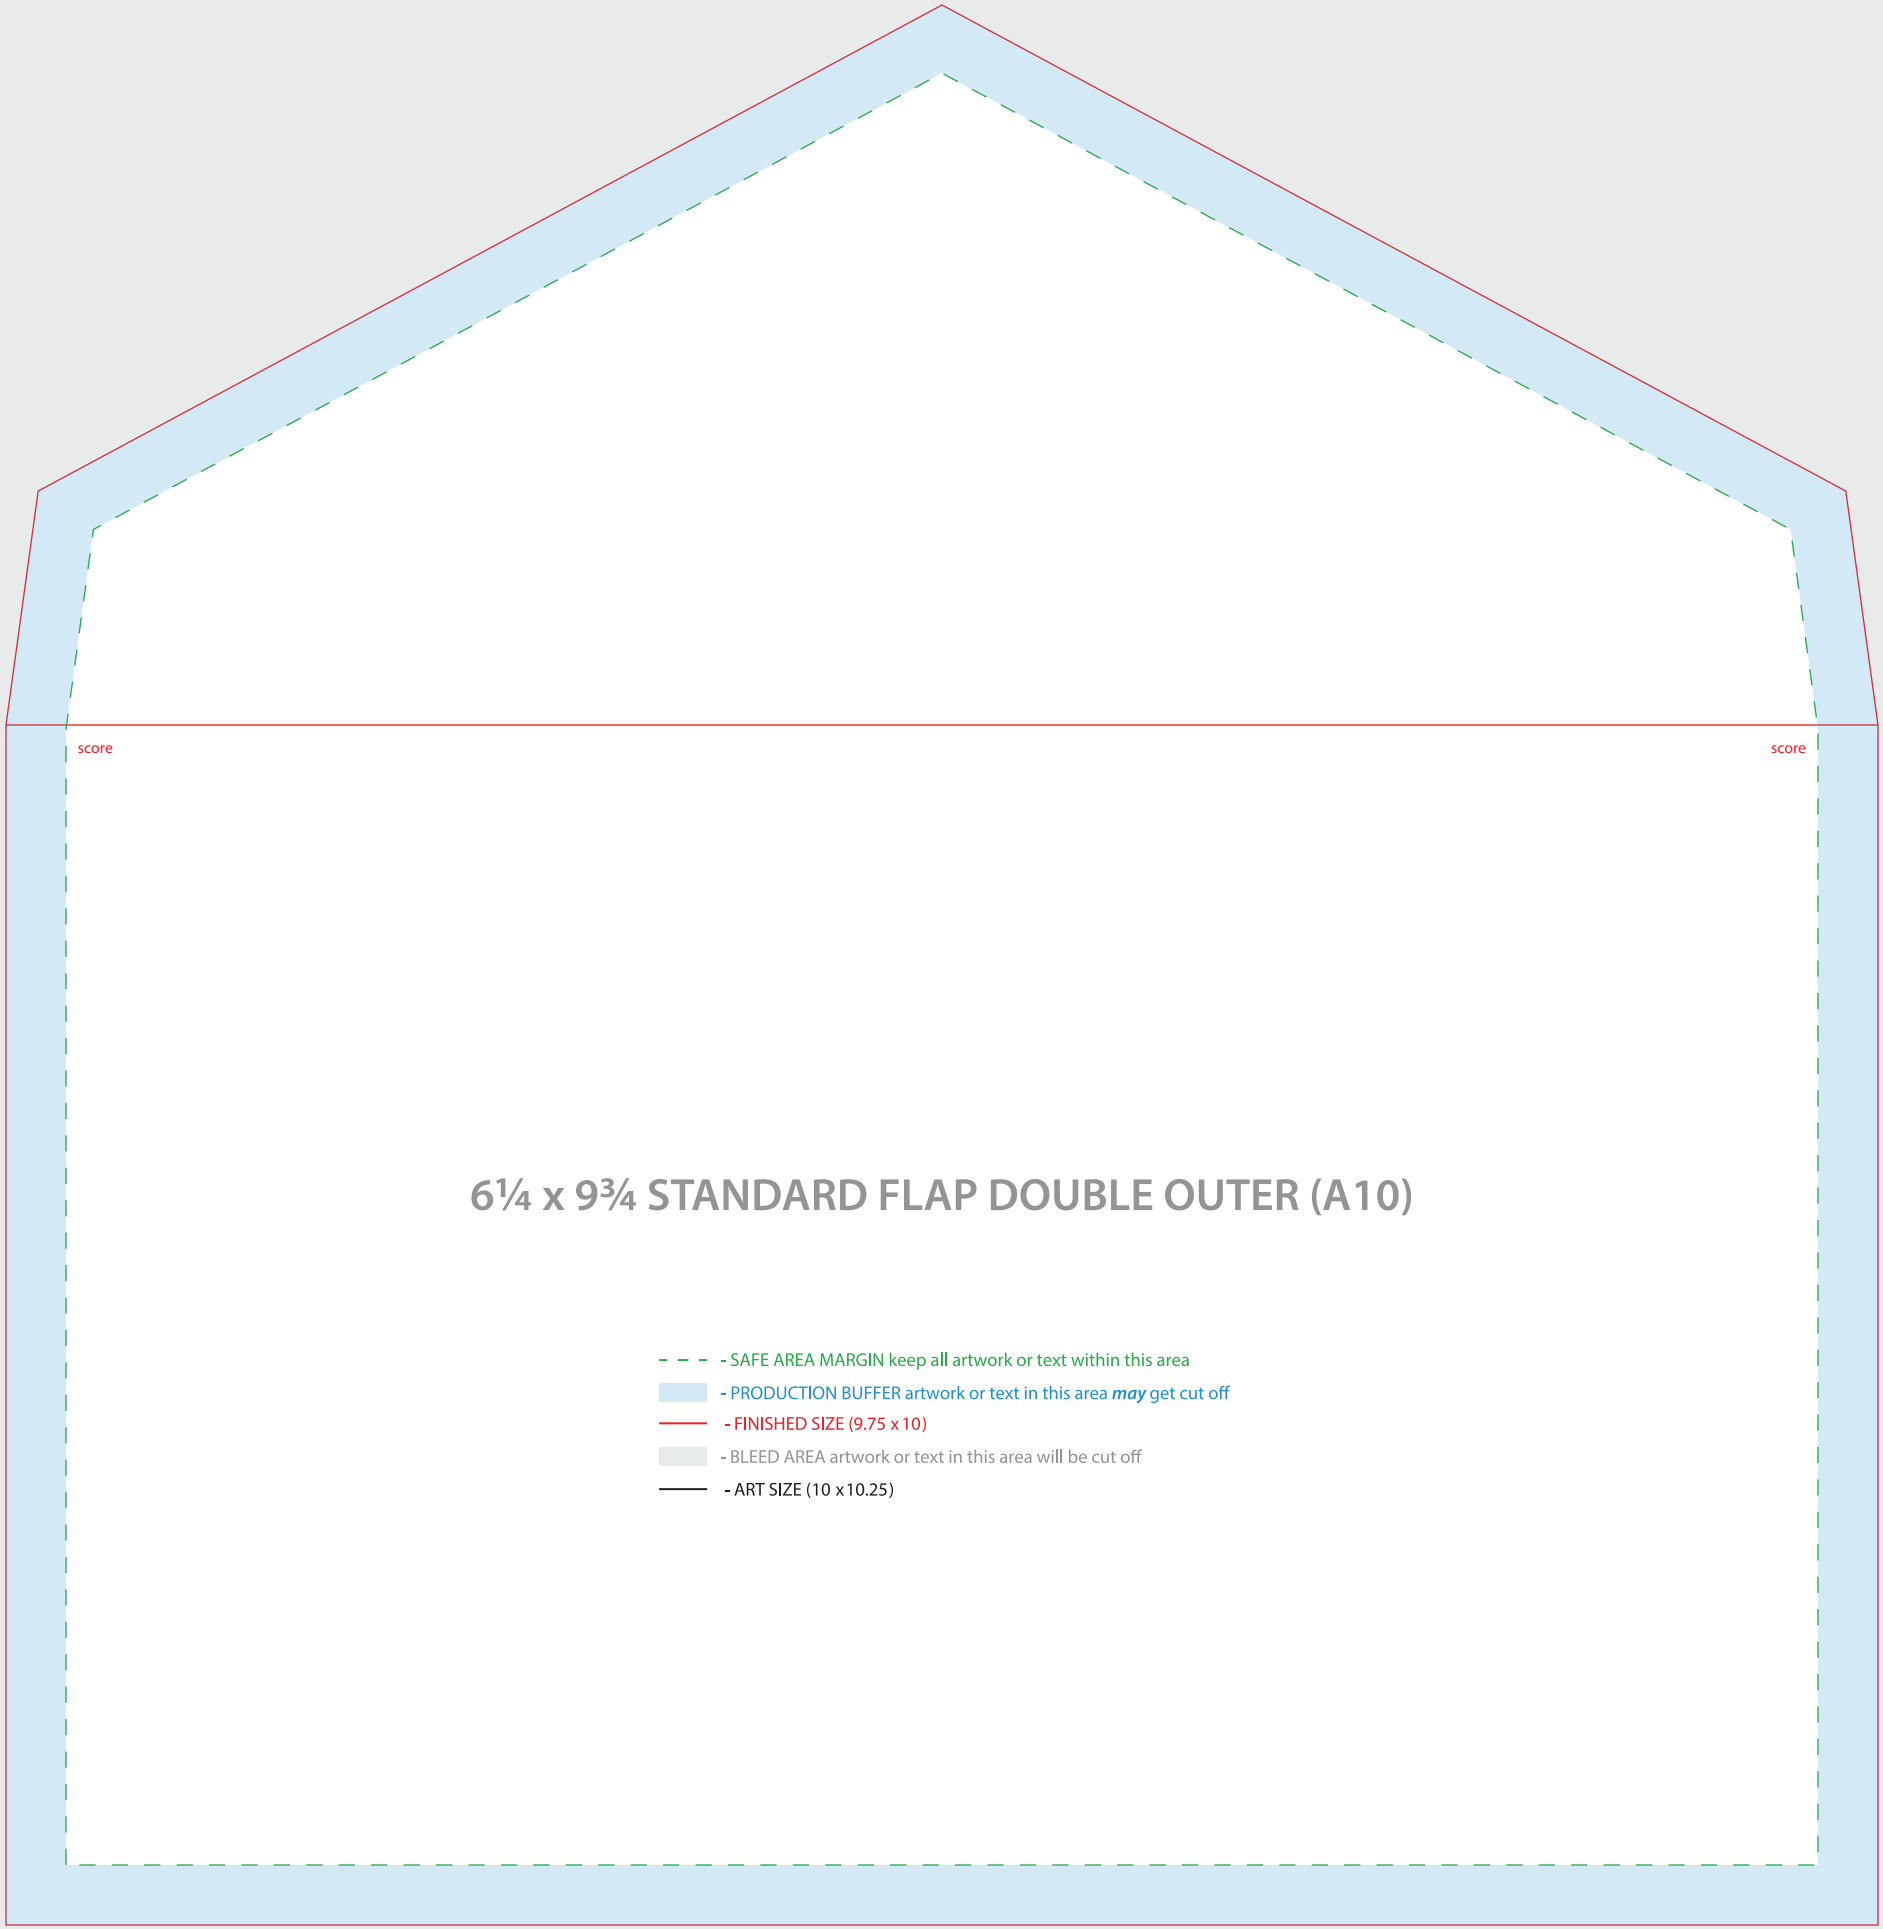 score score
6¼ x 9¾ STANDARD FLAP DOUBLE OUTER (A10)
- SAFE AREA MARGIN keep all artwork or text within this area
- PRODUCTION BUFFER artwork or text in this area may get cut off
- FINISHED SIZE (9.75 x 10)
- BLEED AREA artwork or text in this area will be cut off
- ART SIZE (10 x 10.25)